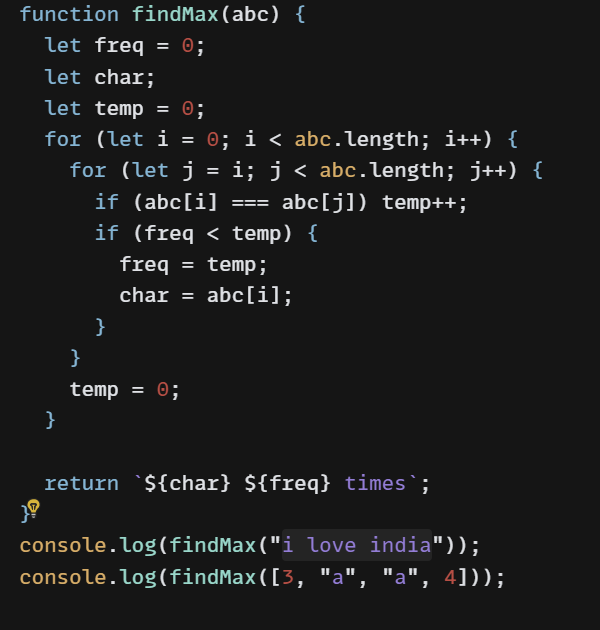 function findMax(abc) {
  let freq = 0;
  let char;
  let temp = 0;
  for (let i = 0; i < abc.length; i++) {
    for (let j = i; j < abc.length; j++) {
      if (abc[i] === abc[j]) temp++;
      if (freq < temp) {
        freq = temp;
        char = abc[i];
      }
    }
    temp = 0;
  }

  return `${char} ${freq} times`;
}
console.log(findMax("i love india"));
console.log(findMax([3, "a", "a", 4]));